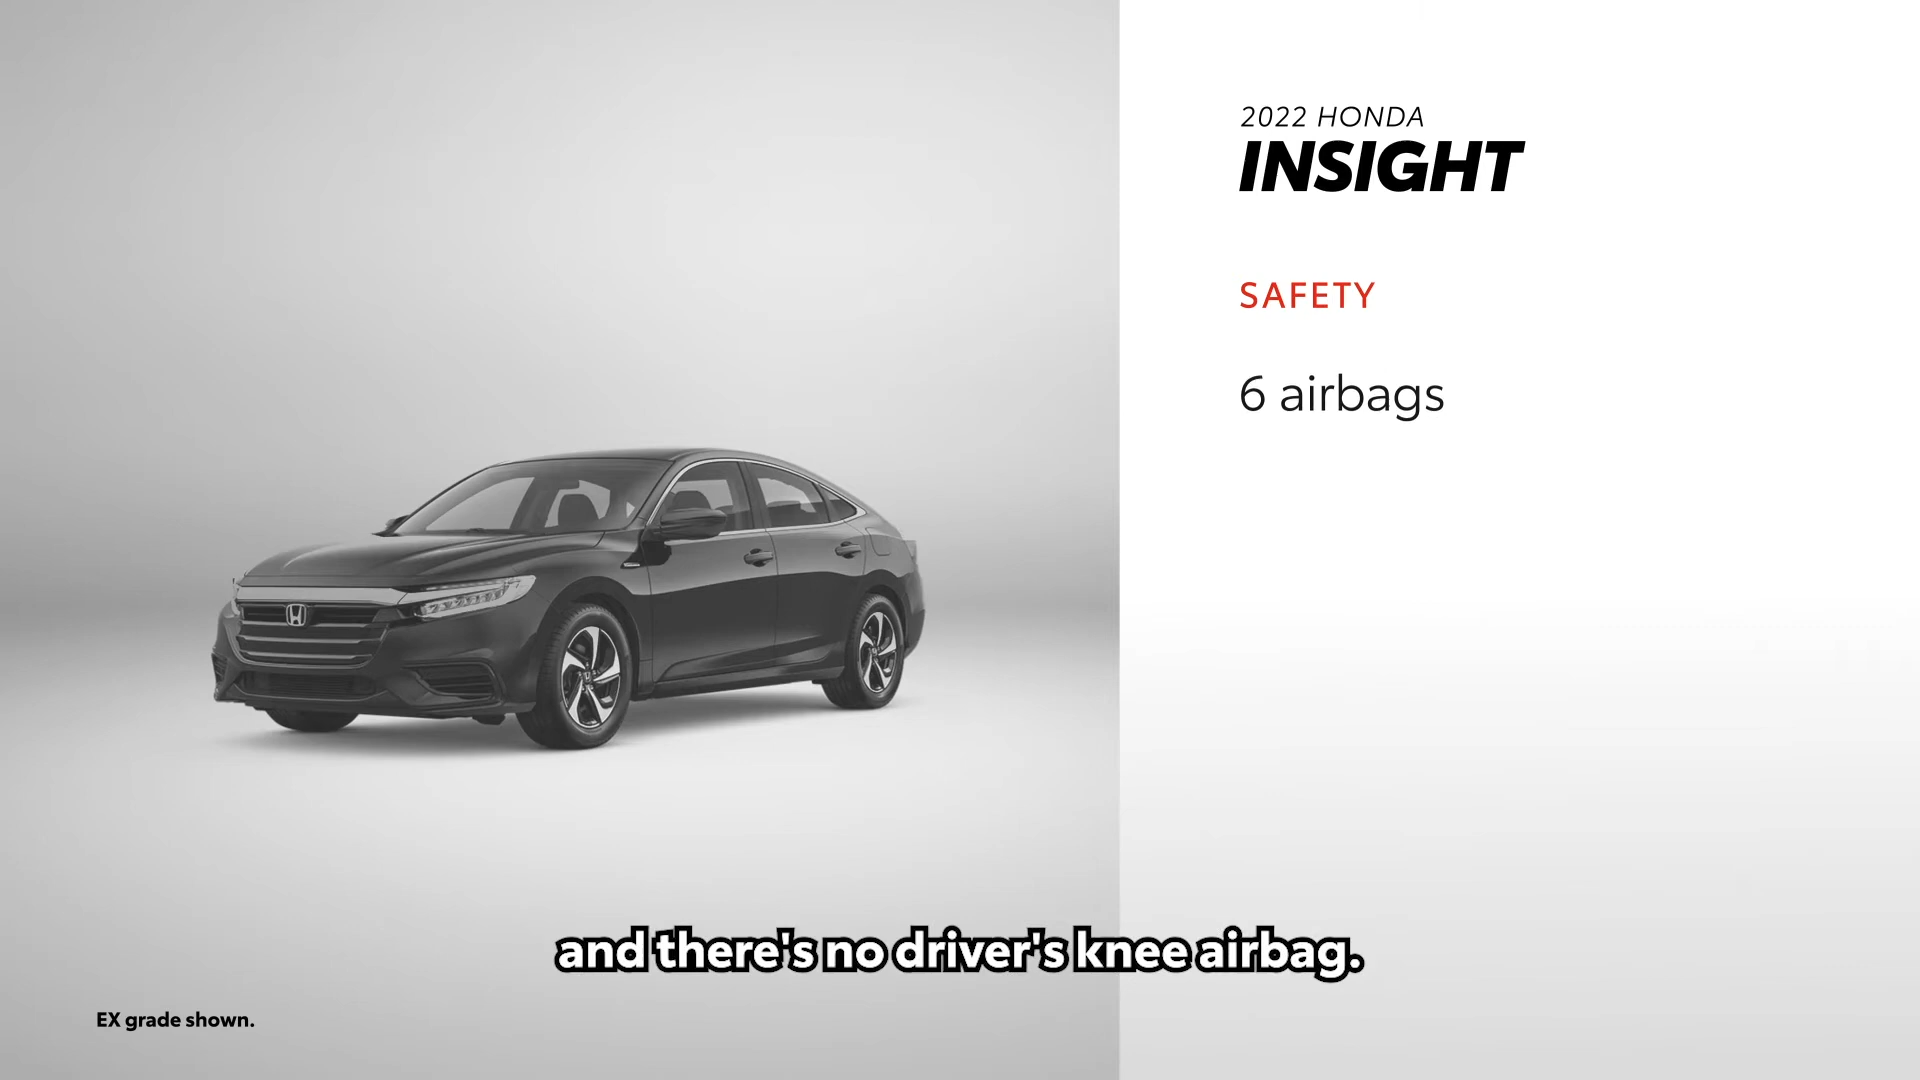 2022 HONDA
INSIGHT
SAFETY
6 airbags
and there's no driver's knee airbag.
EX grade shown.